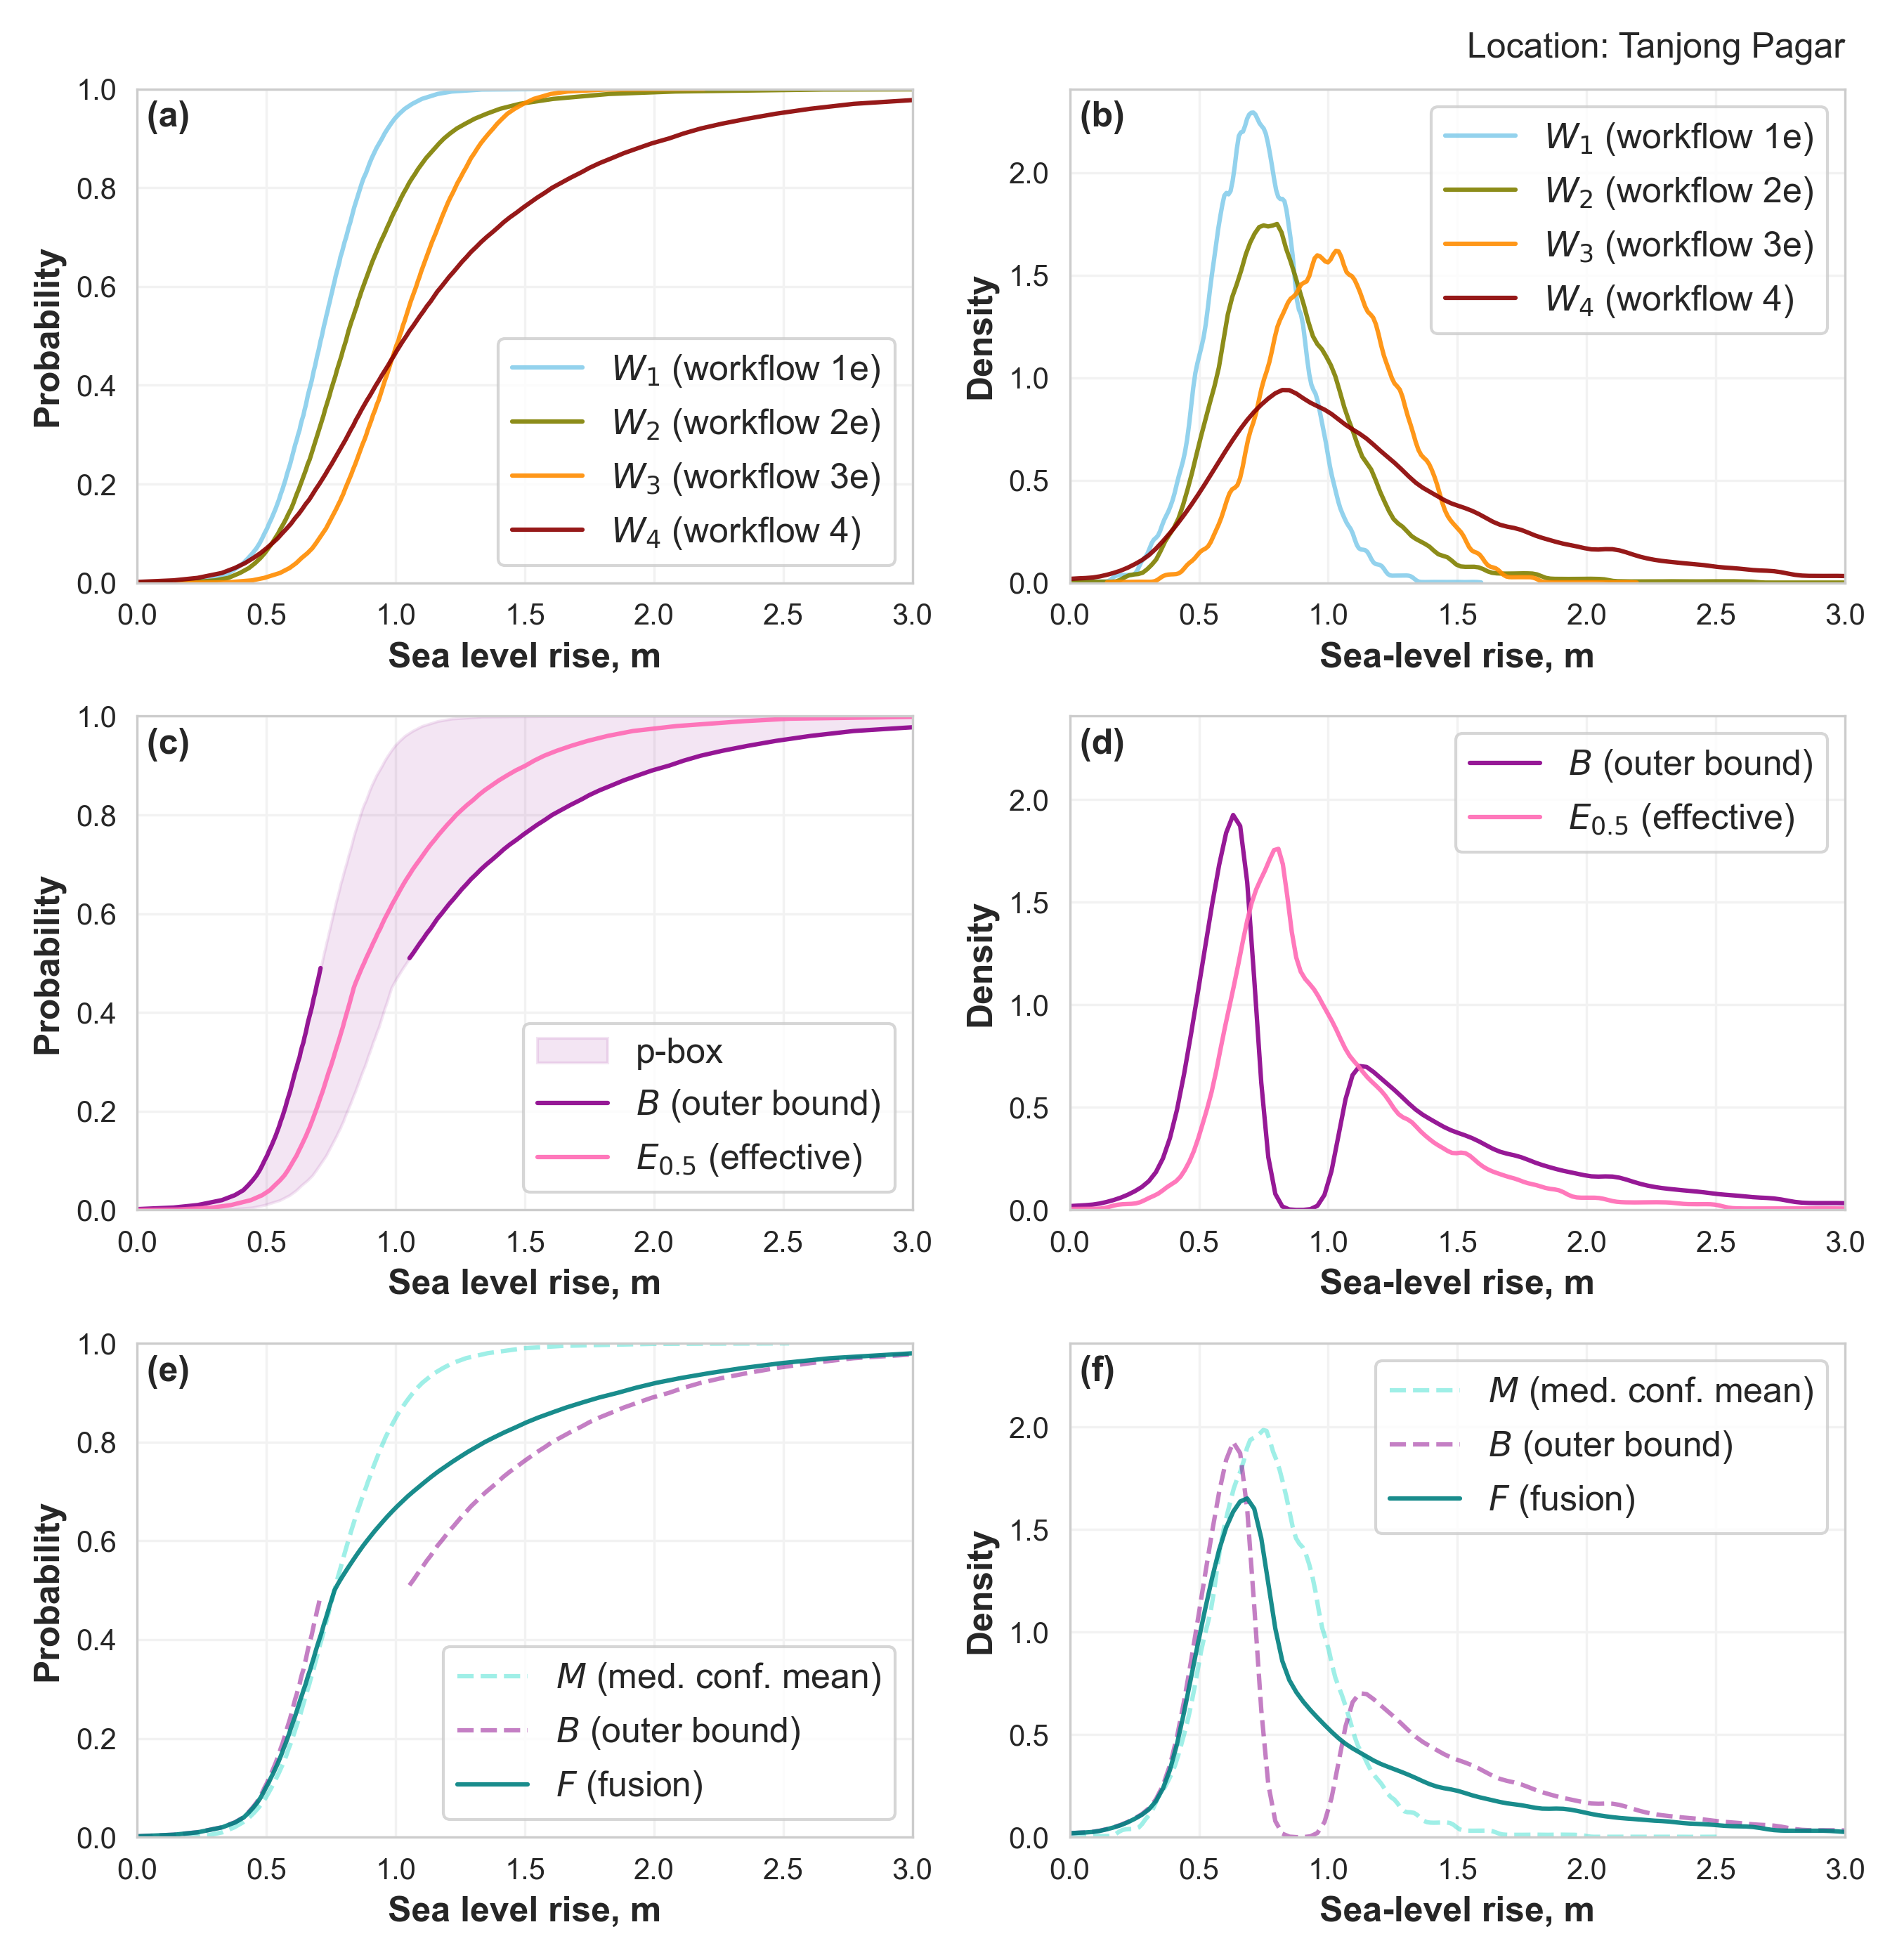 Location: Tanjong Pagar
(a)
1.0
0.8
0.6
0.4
0.2
0.0
Probability
W1 (workflow 1e)
W2 (workflow 2e)
W3 (workflow 3e)
W4 (workflow 4)
0.0 0.5 1.0 1.5 2.0 2.5 3.0
Sea level rise, m
(b)
2.0
1.5
1.0
0.5
0.0
Density
W1 (workflow 1e)
W2 (workflow 2e)
W3 (workflow 3e)
W4 (workflow 4)
0.0 0.5 1.0 1.5 2.0 2.5 3.0
Sea-level rise, m
(c)
1.0
0.8
0.6
0.4
0.2
0.0
Probability
p-box
B (outer bound)
E0.5 (effective)
0.0 0.5 1.0 1.5 2.0 2.5 3.0
Sea level rise, m
(d)
2.0
1.5
1.0
0.5
0.0
Density
B (outer bound)
E0.5 (effective)
0.0 0.5 1.0 1.5 2.0 2.5 3.0
Sea-level rise, m
(e)
1.0
0.8
0.6
0.4
0.2
0.0
Probability
M (med. conf. mean)
B (outer bound)
F (fusion)
0.0 0.5 1.0 1.5 2.0 2.5 3.0
Sea level rise, m
(f)
2.0
1.5
1.0
0.5
0.0
Density
M (med. conf. mean)
B (outer bound)
F (fusion)
0.0 0.5 1.0 1.5 2.0 2.5 3.0
Sea-level rise, m